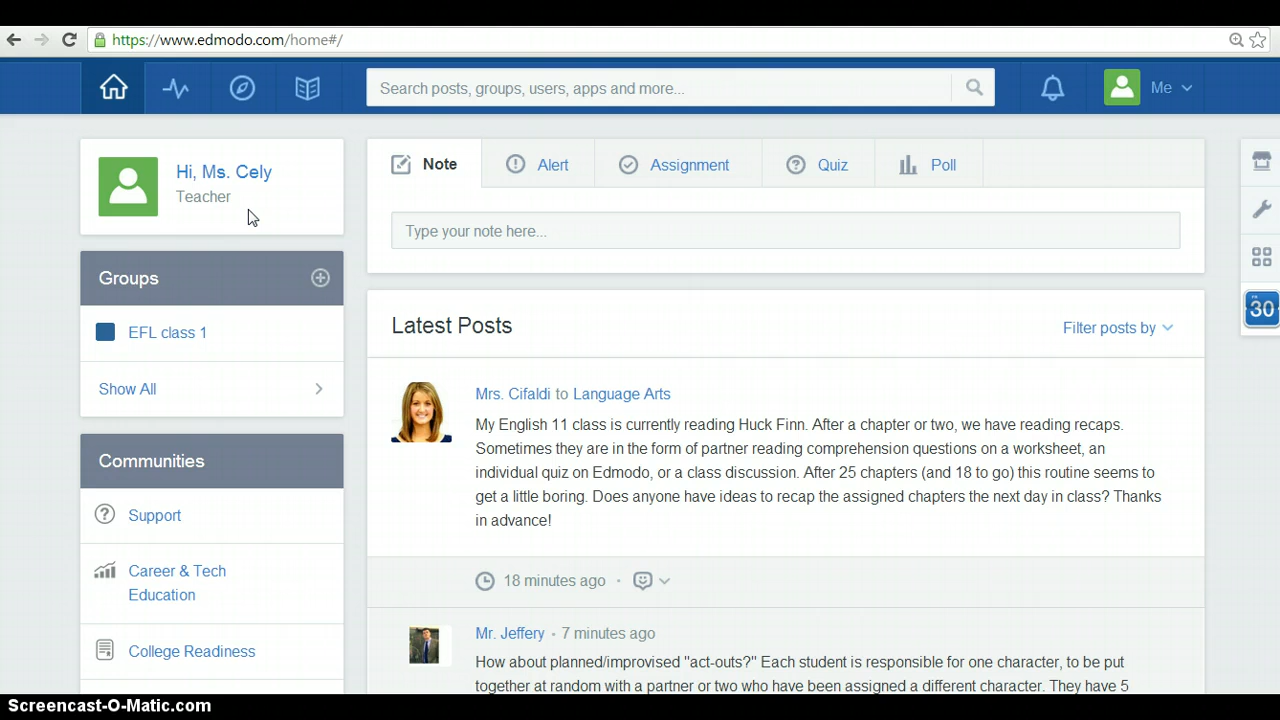 https://www.edmodo.com/home#/
Search posts, groups, users, apps and more...
Me
Hi, Ms. Cely
Teacher
Note
Alert
Assignment
Quiz
Poll
Type your note here...
Groups
EFL class 1
Show All
Communities
Support
Career & Tech
Education
College Readiness
Latest Posts
Filter posts by
Mrs. Cifaldi to Language Arts
My English 11 class is currently reading Huck Finn. After a chapter or two, we have reading recaps.
Sometimes they are in the form of partner reading comprehension questions on a worksheet, an
individual quiz on Edmodo, or a class discussion. After 25 chapters (and 18 to go) this routine seems to
get a little boring. Does anyone have ideas to recap the assigned chapters the next day in class? Thanks
in advance!
18 minutes ago
Mr. Jeffery • 7 minutes ago
How about planned/improvised "act-outs?" Each student is responsible for one character, to be put
together at random with a partner or two who have been assigned a different character. They have 5
30
Screencast-O-Matic.com